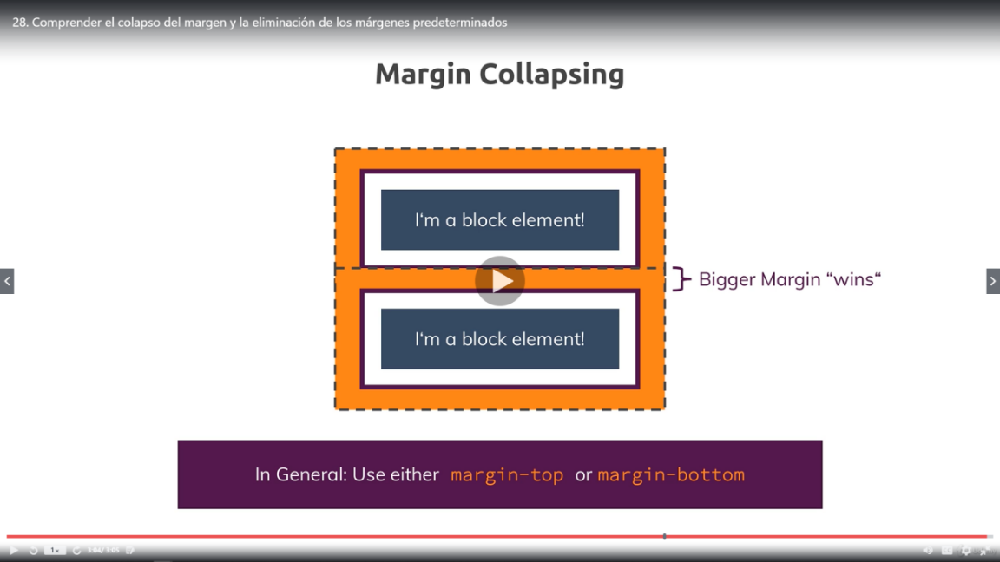 28. Comprender el colapso del margen y la eliminación de los márgenes predeterminados
Margin Collapsing
I‘m a block element!
Bigger Margin “wins“
I‘m a block element!
In General: Use either margin-top or margin-bottom
1x 3:04/ 3:05